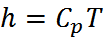 h = C_p T